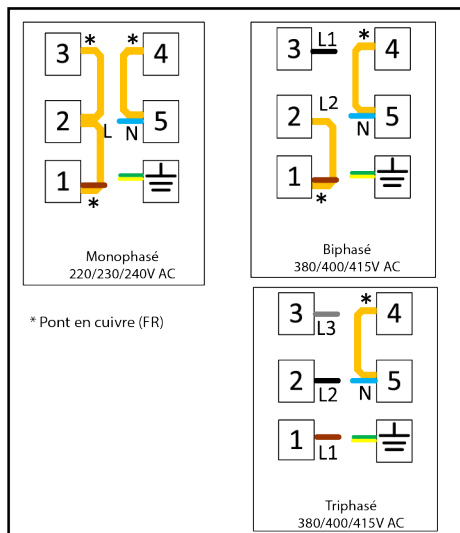 * *
3 4
2 L N 5
1
*
Monophasé
220/230/240V AC
L1 *
3 4
L2
2 N 5
1
*
Biphasé
380/400/415V AC
* Pont en cuivre (FR)
*
3 L3 4
2 L2 N 5
1 L1
Triphasé
380/400/415V AC